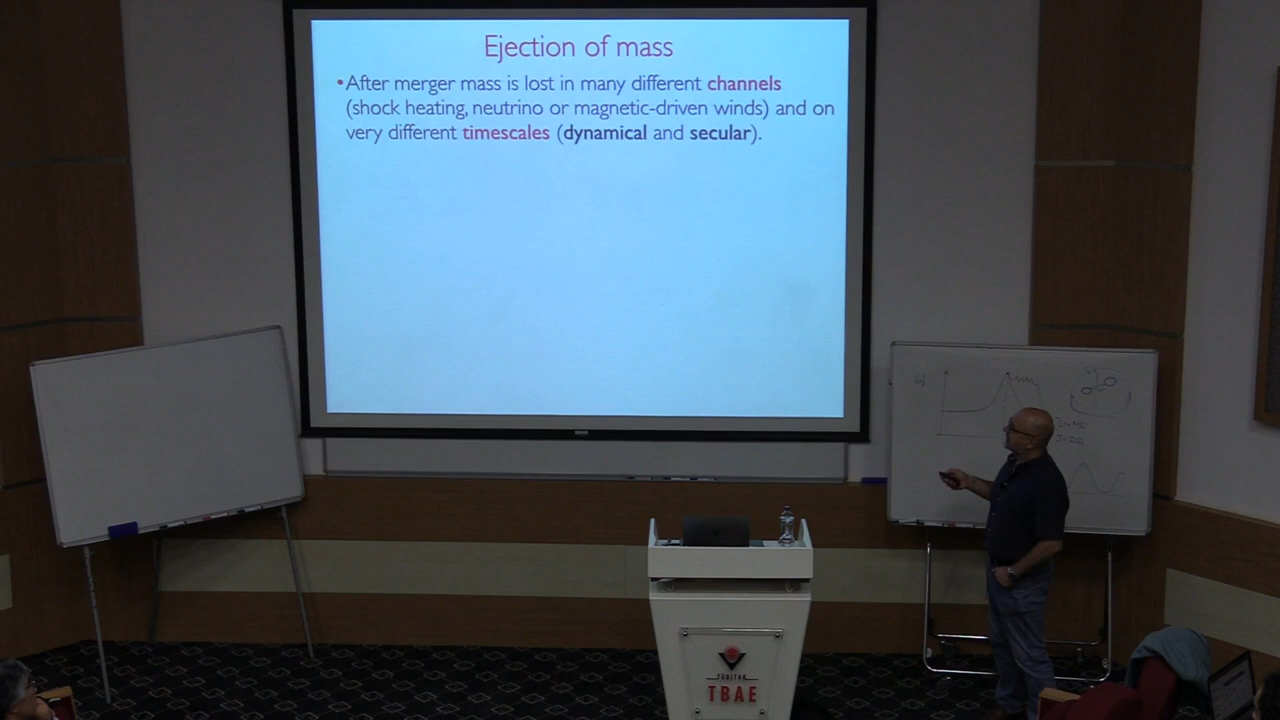 Ejection of mass
•After merger mass is lost in many different channels
(shock heating, neutrino or magnetic-driven winds) and on
very different timescales (dynamical and secular).
TÜBİTAK
TBAE